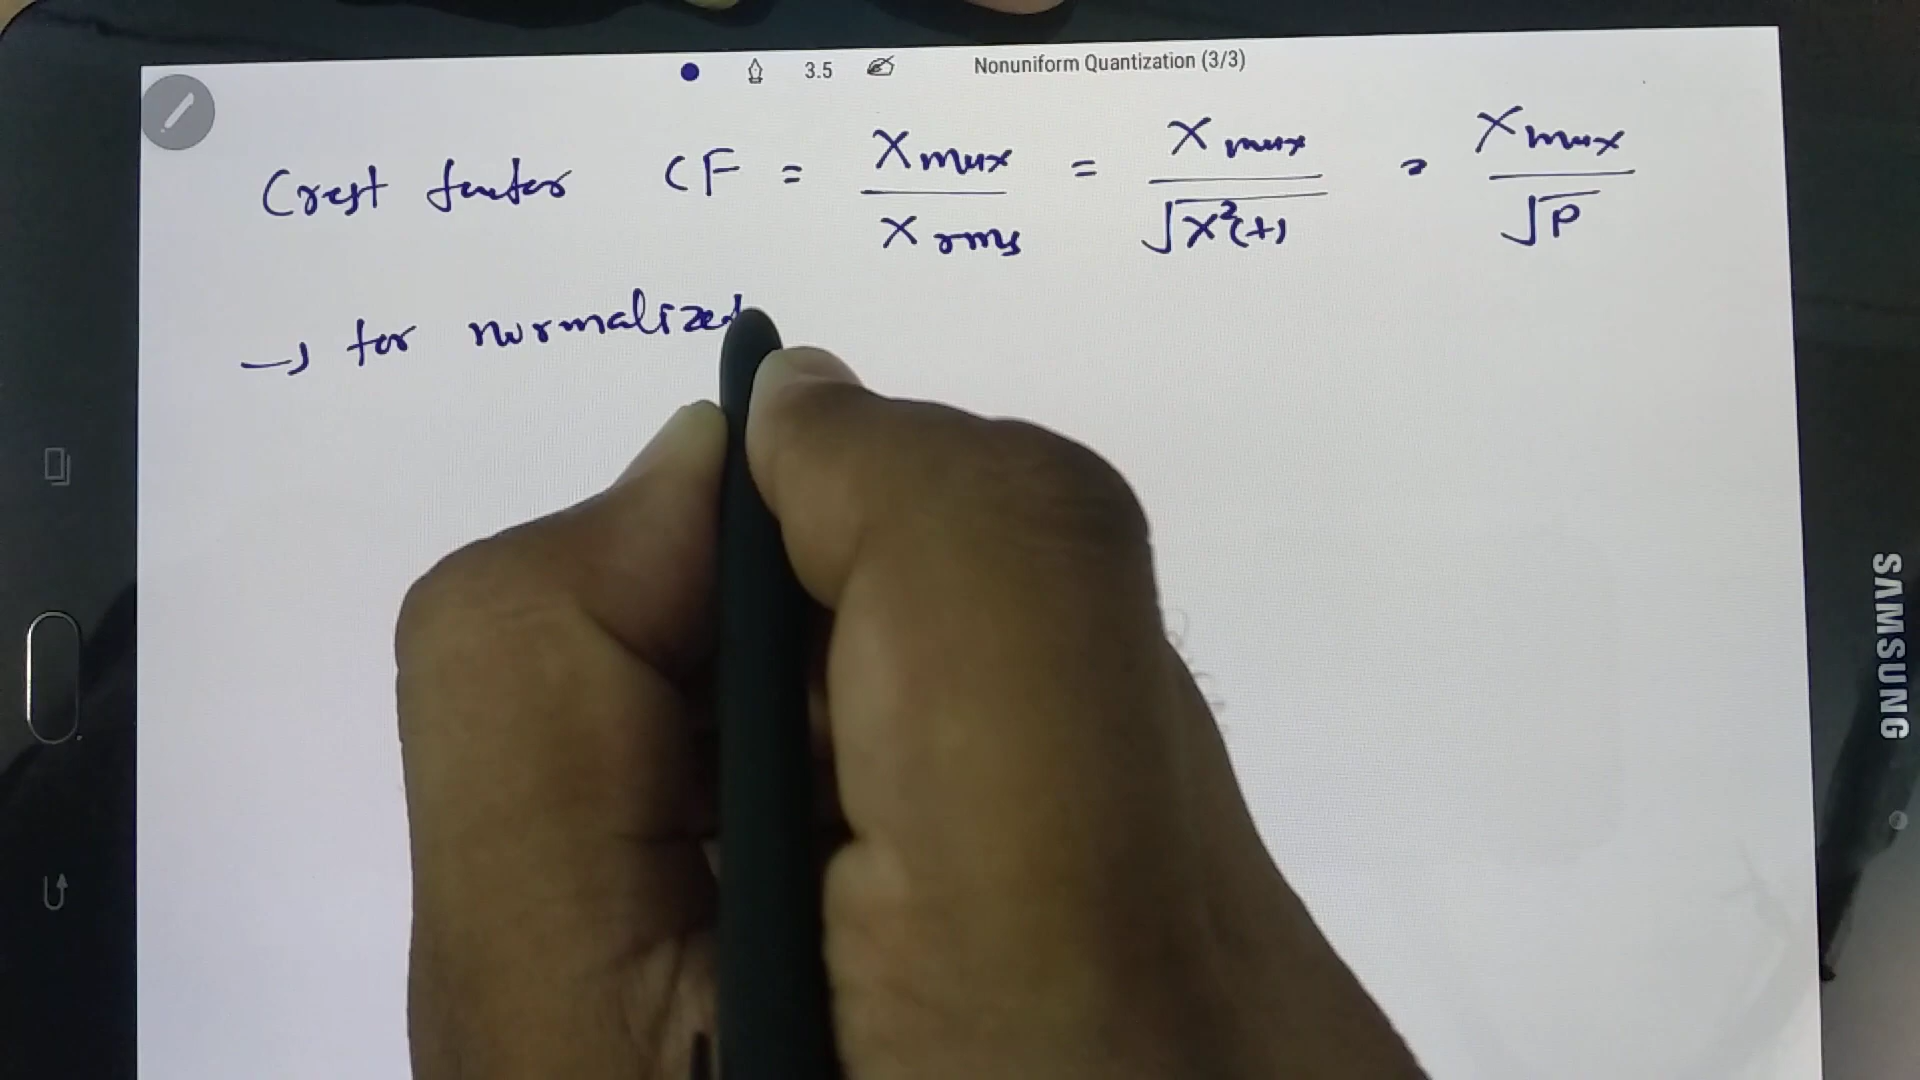 3.5 Nonuniform Quantization (3/3)
Crest factor CF = Xmax / Xrms = Xmax / √X²(t) = Xmax / √P
→ for normalized
SAMSUNG